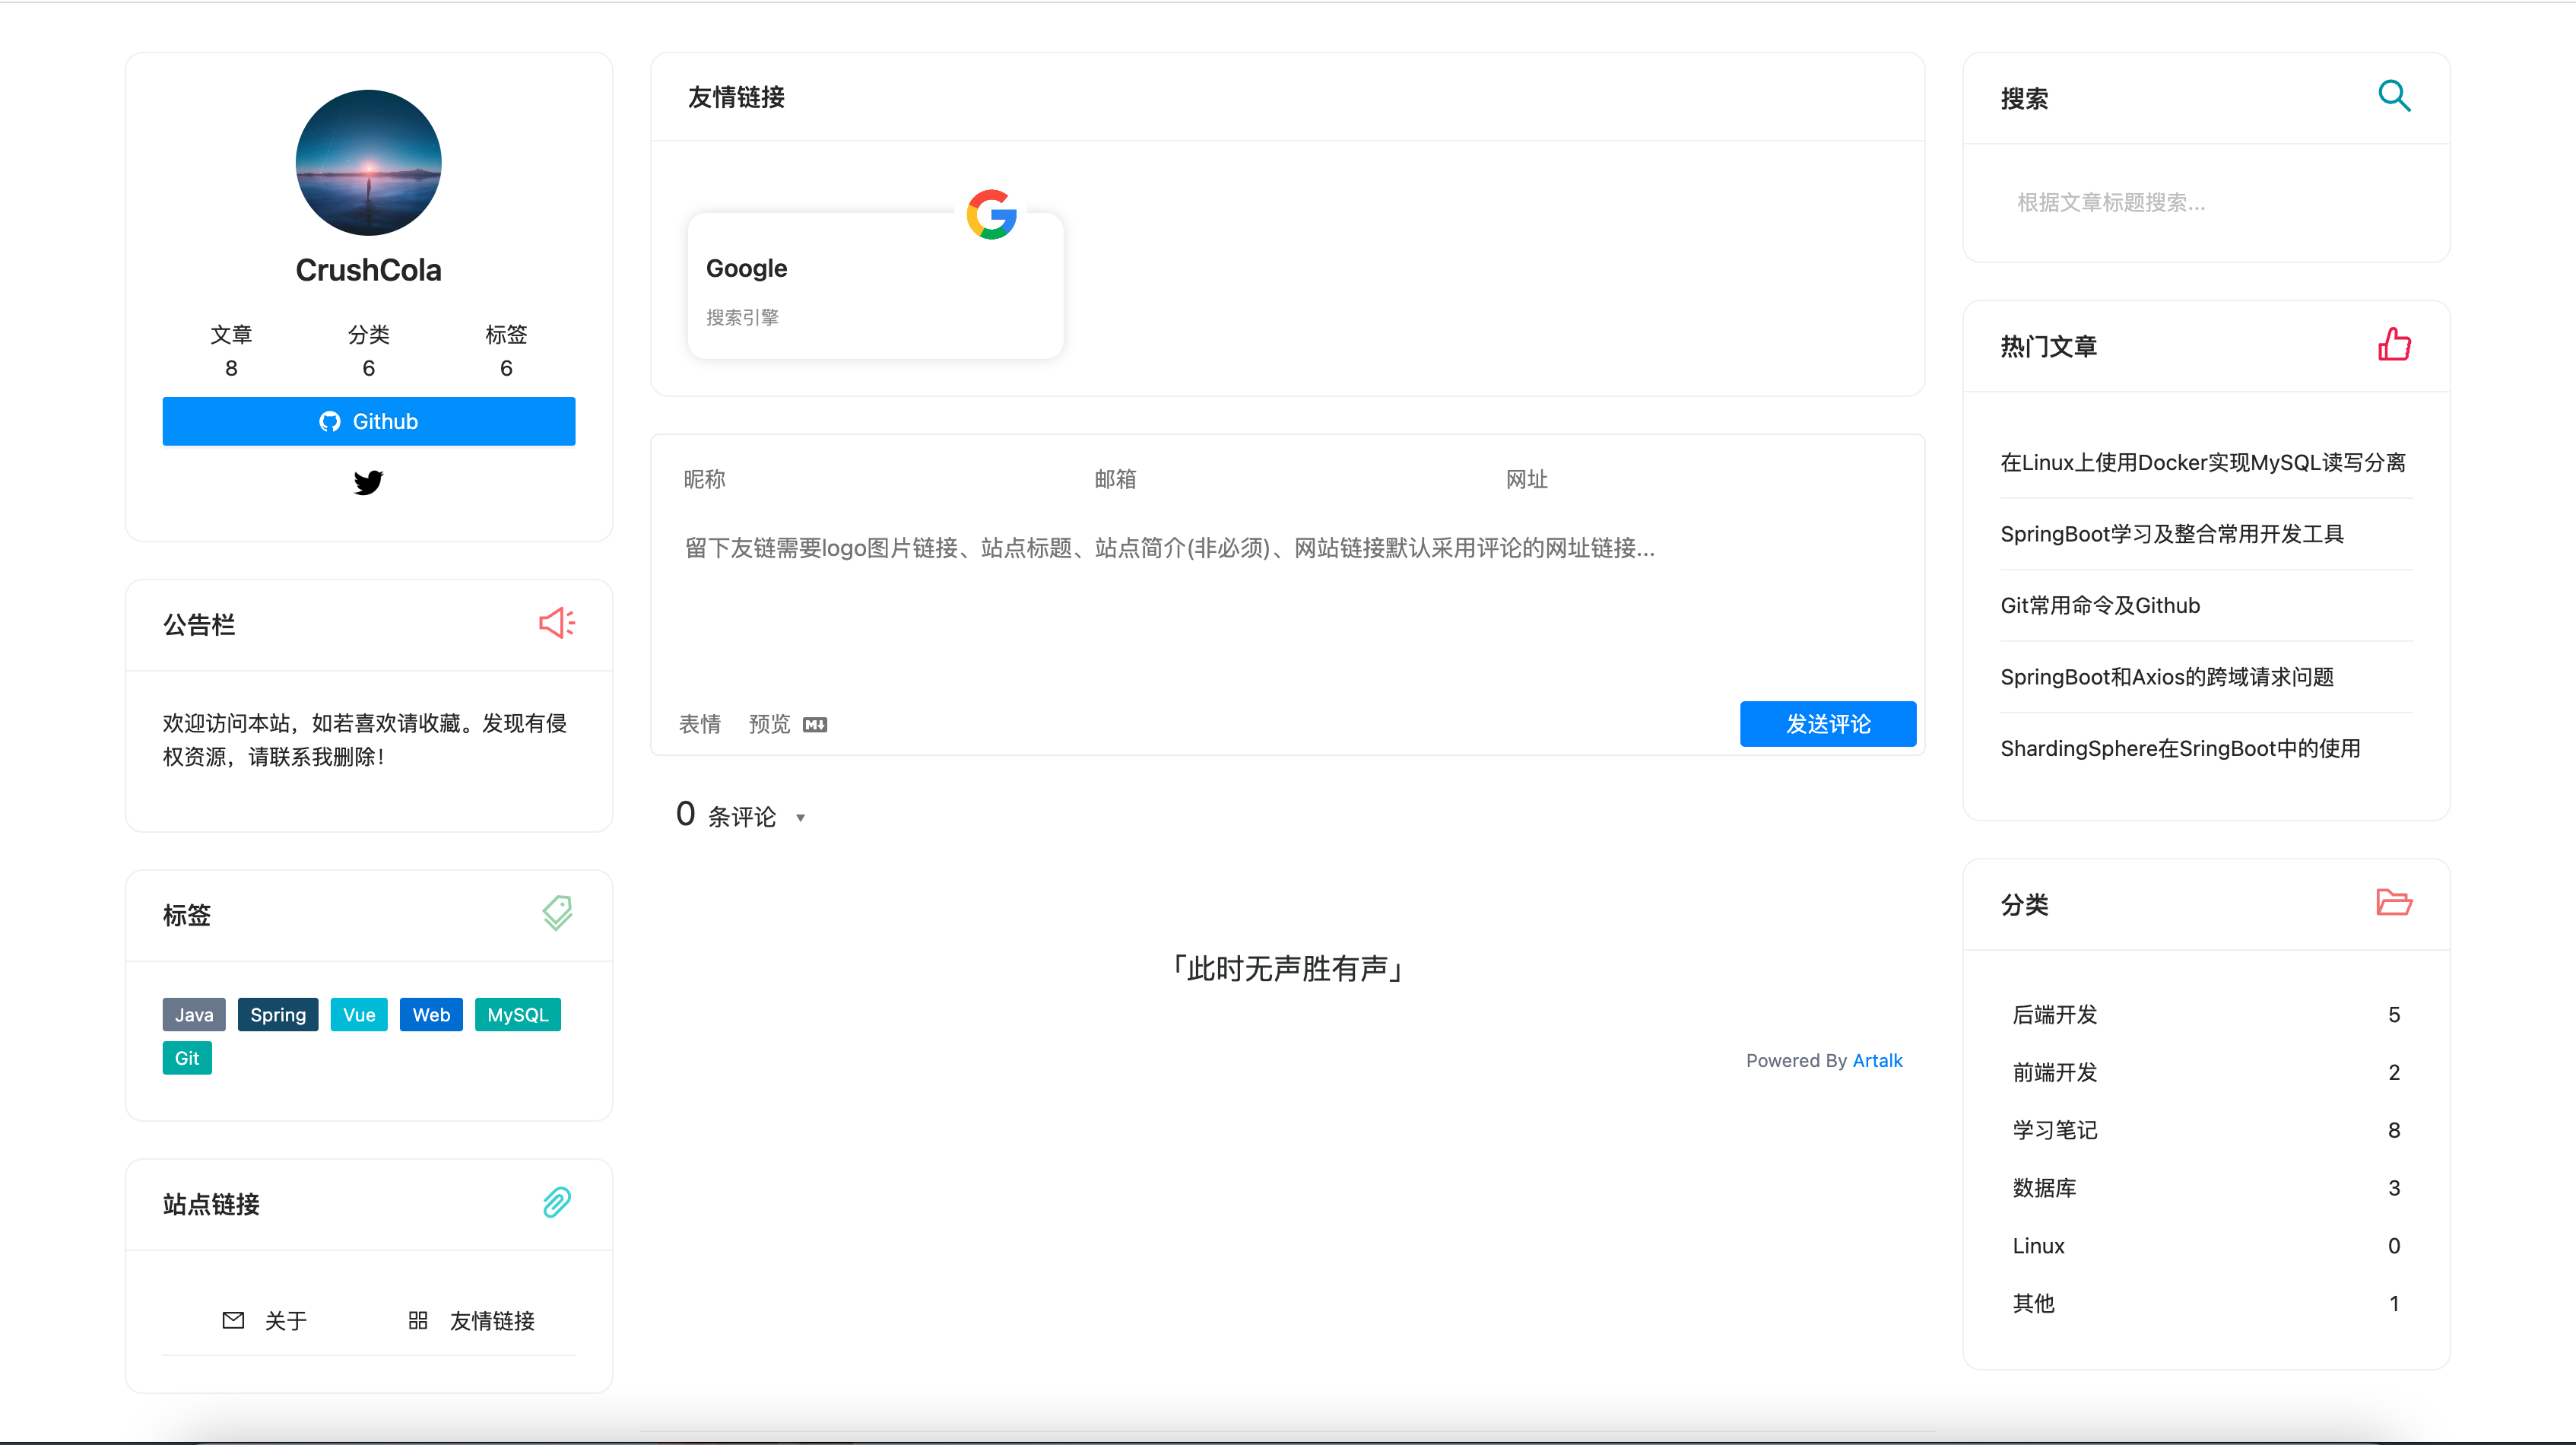 CrushCola
文章 分类 标签
8 6 6
Github
公告栏
欢迎访问本站，如若喜欢请收藏。发现有侵
权资源，请联系我删除！
标签
Java Spring Vue Web MySQL
Git
站点链接
关于 友情链接
友情链接
Google
搜索引擎
昵称 邮箱 网址
留下友链需要logo图片链接、站点标题、站点简介(非必须)、网站链接默认采用评论的网址链接...
表情 预览 发送评论
0 条评论
「此时无声胜有声」
Powered By Artalk
搜索
根据文章标题搜索...
热门文章
在Linux上使用Docker实现MySQL读写分离
SpringBoot学习及整合常用开发工具
Git常用命令及Github
SpringBoot和Axios的跨域请求问题
ShardingSphere在SringBoot中的使用
分类
后端开发 5
前端开发 2
学习笔记 8
数据库 3
Linux 0
其他 1